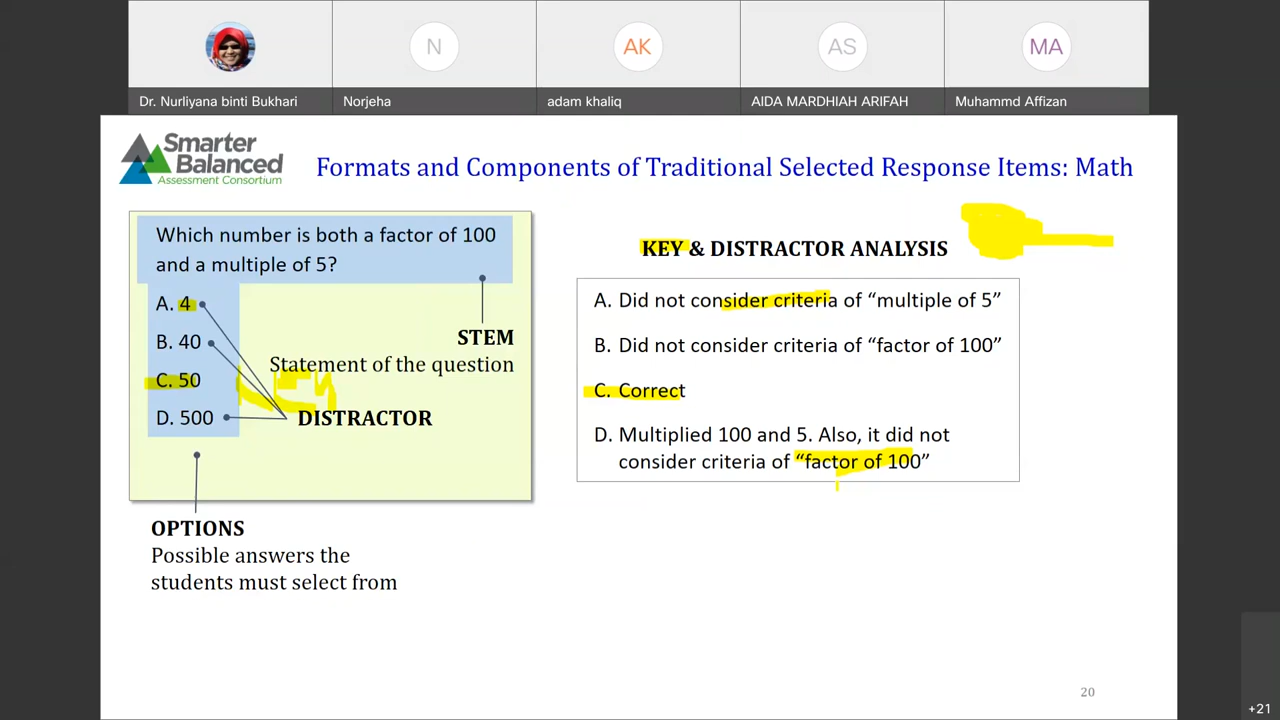 N
AK
AS
MA
Dr. Nurliyana binti Bukhari
Norjeha
adam khaliq
AIDA MARDHIAH ARIFAH
Muhammd Affizan
Smarter
Balanced
Assessment Consortium
Formats and Components of Traditional Selected Response Items: Math
Which number is both a factor of 100
and a multiple of 5?
A. 4
B. 40
C. 50
D. 500
STEM
Statement of the question
DISTRACTOR
OPTIONS
Possible answers the
students must select from
KEY & DISTRACTOR ANALYSIS
A. Did not consider criteria of “multiple of 5”
B. Did not consider criteria of “factor of 100”
C. Correct
D. Multiplied 100 and 5. Also, it did not
consider criteria of “factor of 100”
20
+21